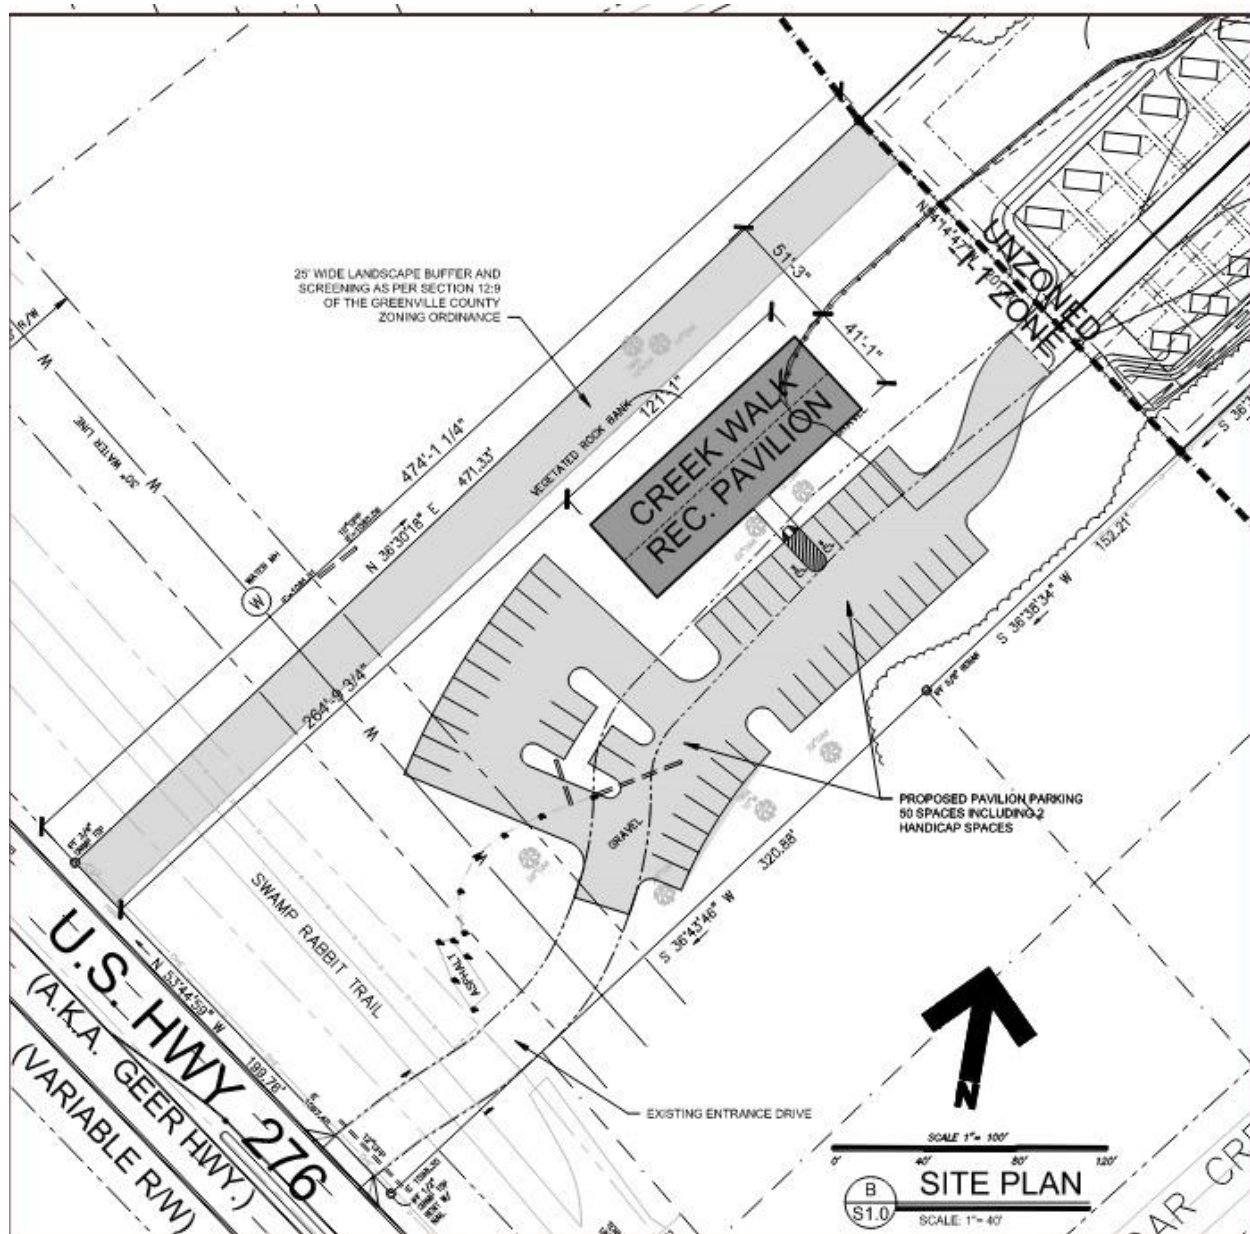 UNZONED
I-1 ZONE
51'-3"
41'-1"
25' WIDE LANDSCAPE BUFFER AND
SCREENING AS PER SECTION 12:9
OF THE GREENVILLE COUNTY
ZONING ORDINANCE
R/W
W
30" WATER LINE
W
WATER MH
W
474'-1 1/4"
N 36°30'18" E 471.33'
VEGETATED ROCK BANK
121'-1"
CREEK WALK
REC. PAVILION
264'-9 3/4"
W
W
S 36°38'34" W
152.21'
S 36°
PROPOSED PAVILION PARKING
50 SPACES INCLUDING 2
HANDICAP SPACES
GRAVEL
320.88'
S 36°43'46" W
SWAMP RABBIT TRAIL
ASPHALT
N 53°44'59" W
199.76'
U.S. HWY 276
(A.K.A. GEER HWY.)
(VARIABLE R/W)
EXISTING ENTRANCE DRIVE
N
SCALE 1"= 100'
0' 40' 80' 120'
B
S1.0
SITE PLAN
SCALE: 1"= 40'